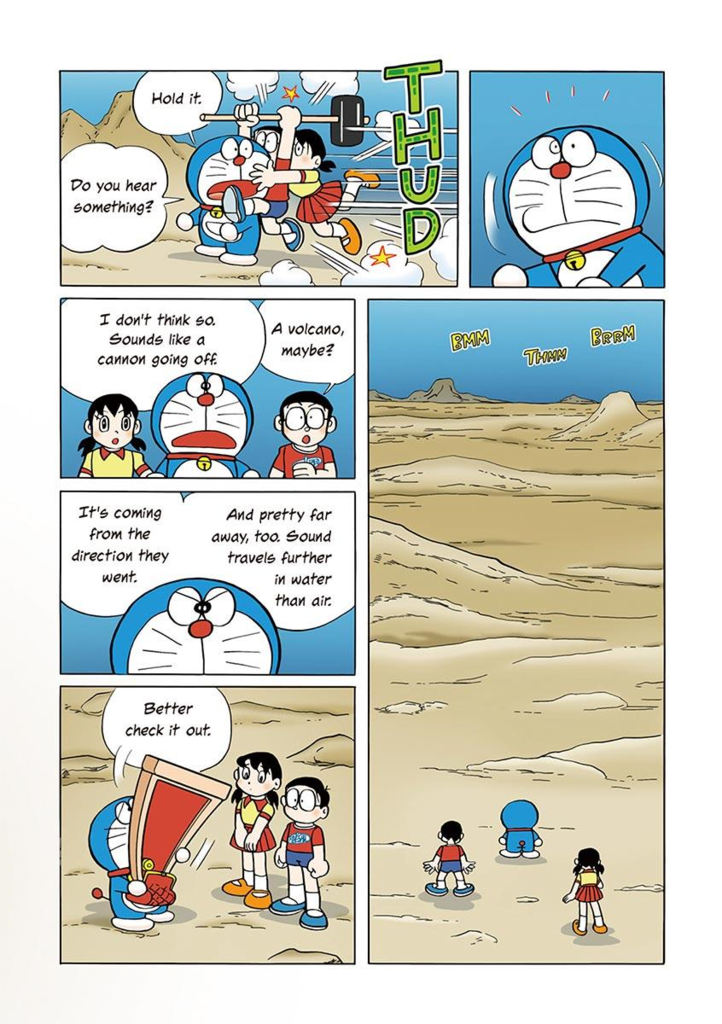 Hold it.
Do you hear
something?
THUD
I don't think so.
Sounds like a
cannon going off.
A volcano,
maybe?
BMM
THMM
BRRM
It's coming
from the
direction they
went.
And pretty far
away, too. Sound
travels further
in water
than air.
Better
check it out.